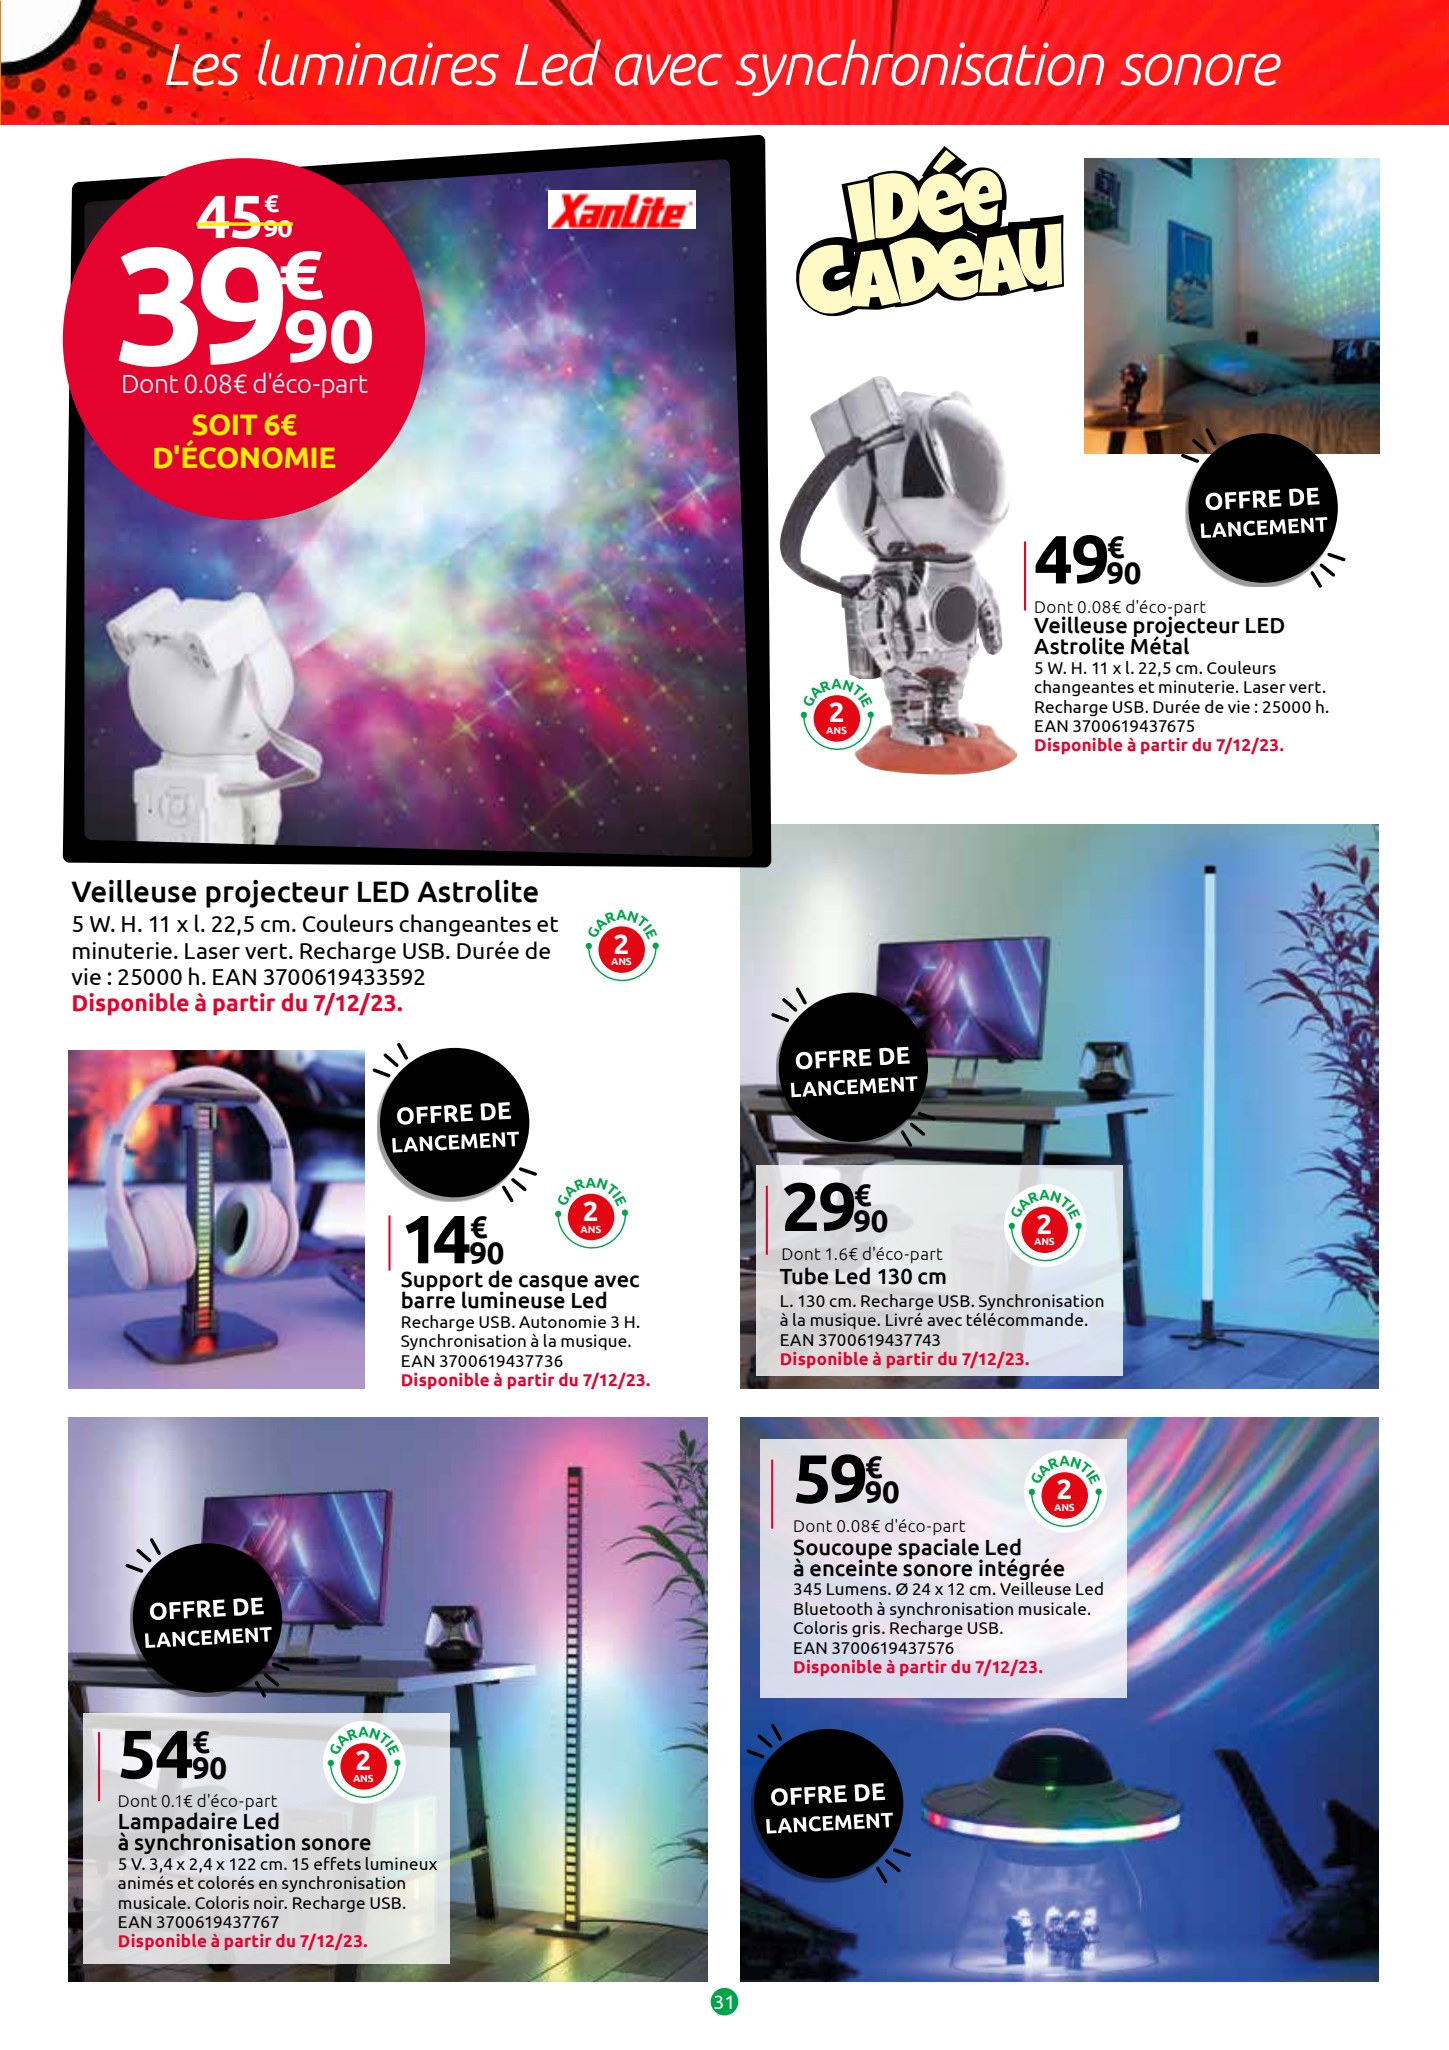 Les luminaires Led avec synchronisation sonore
45€90
39€90
Dont 0.08€ d'éco-part
SOIT 6€
D'ÉCONOMIE
XanLite
IDée
CADeAU
OFFRE DE
LANCEMENT
49€90
Dont 0.08€ d'éco-part
Veilleuse projecteur LED
Astrolite Métal
5 W. H. 11 x l. 22,5 cm. Couleurs
changeantes et minuterie. Laser vert.
Recharge USB. Durée de vie : 25000 h.
EAN 3700619437675
Disponible à partir du 7/12/23.
GARANTIE
2
ANS
Veilleuse projecteur LED Astrolite
5 W. H. 11 x l. 22,5 cm. Couleurs changeantes et
minuterie. Laser vert. Recharge USB. Durée de
vie : 25000 h. EAN 3700619433592
Disponible à partir du 7/12/23.
GARANTIE
2
ANS
OFFRE DE
LANCEMENT
14€90
GARANTIE
2
ANS
Support de casque avec
barre lumineuse Led
Recharge USB. Autonomie 3 H.
Synchronisation à la musique.
EAN 3700619437736
Disponible à partir du 7/12/23.
OFFRE DE
LANCEMENT
29€90
GARANTIE
2
ANS
Dont 1.6€ d'éco-part
Tube Led 130 cm
L. 130 cm. Recharge USB. Synchronisation
à la musique. Livré avec télécommande.
EAN 3700619437743
Disponible à partir du 7/12/23.
OFFRE DE
LANCEMENT
54€90
GARANTIE
2
ANS
Dont 0.1€ d'éco-part
Lampadaire Led
à synchronisation sonore
5 V. 3,4 x 2,4 x 122 cm. 15 effets lumineux
animés et colorés en synchronisation
musicale. Coloris noir. Recharge USB.
EAN 3700619437767
Disponible à partir du 7/12/23.
59€90
GARANTIE
2
ANS
Dont 0.08€ d'éco-part
Soucoupe spaciale Led
à enceinte sonore intégrée
345 Lumens. Ø 24 x 12 cm. Veilleuse Led
Bluetooth à synchronisation musicale.
Coloris gris. Recharge USB.
EAN 3700619437576
Disponible à partir du 7/12/23.
OFFRE DE
LANCEMENT
31